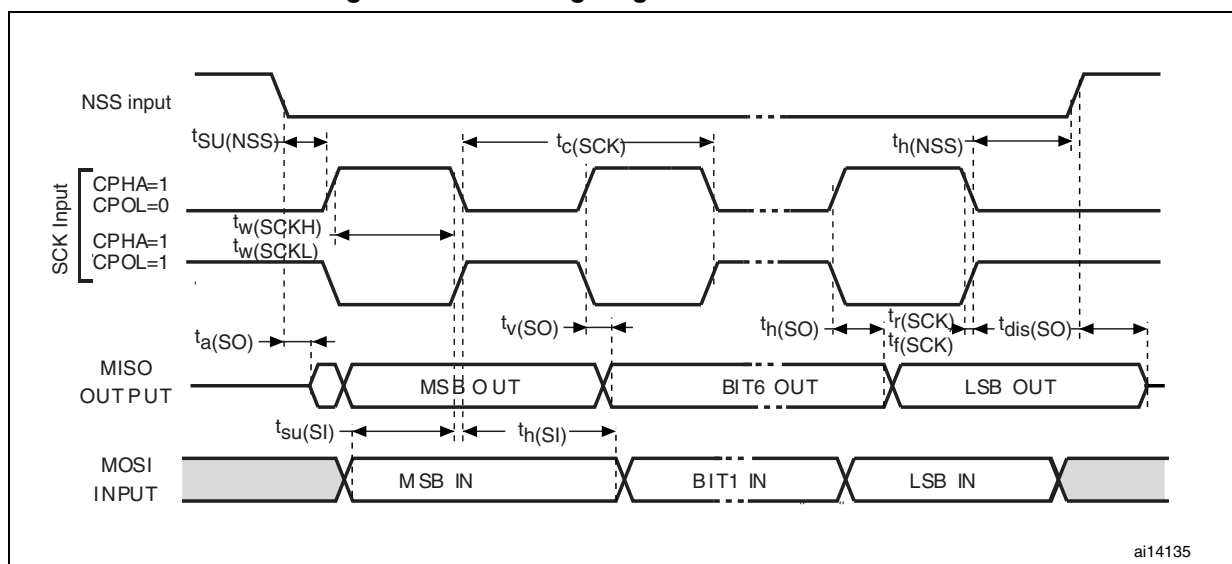 NSS input
tSU(NSS)
tc(SCK)
th(NSS)
SCK Input
CPHA=1
CPOL=0
tw(SCKH)
CPHA=1
tw(SCKL)
CPOL=1
ta(SO)
tv(SO)
th(SO)
tr(SCK)
tf(SCK)
tdis(SO)
MISO
OUTPUT
MSB OUT
BIT6 OUT
LSB OUT
tsu(SI)
th(SI)
MOSI
INPUT
MSB IN
BIT1 IN
LSB IN
ai14135